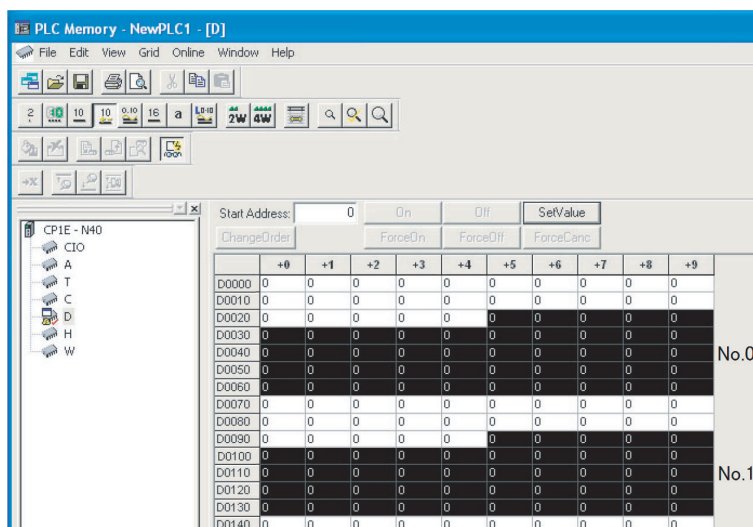 PLC Memory - NewPLC1 - [D]
File Edit View Grid Online Window Help
2 10 10 10 0.10 16 a 2W 4W
Start Address: 0 On Off SetValue
ChangeOrder ForceOn ForceOff ForceCanc
CP1E - N40
CIO
A
T
C
D
H
W
+0 +1 +2 +3 +4 +5 +6 +7 +8 +9
D0000 0 0 0 0 0 0 0 0 0 0
D0010 0 0 0 0 0 0 0 0 0 0
D0020 0 0 0 0 0 0 0 0 0 0
D0030 0 0 0 0 0 0 0 0 0 0
D0040 0 0 0 0 0 0 0 0 0 0
No.0
D0050 0 0 0 0 0 0 0 0 0 0
D0060 0 0 0 0 0 0 0 0 0 0
D0070 0 0 0 0 0 0 0 0 0 0
D0080 0 0 0 0 0 0 0 0 0 0
D0090 0 0 0 0 0 0 0 0 0 0
D0100 0 0 0 0 0 0 0 0 0 0
D0110 0 0 0 0 0 0 0 0 0 0
No.1
D0120 0 0 0 0 0 0 0 0 0 0
D0130 0 0 0 0 0 0 0 0 0 0
D0140 0 0 0 0 0 0 0 0 0 0